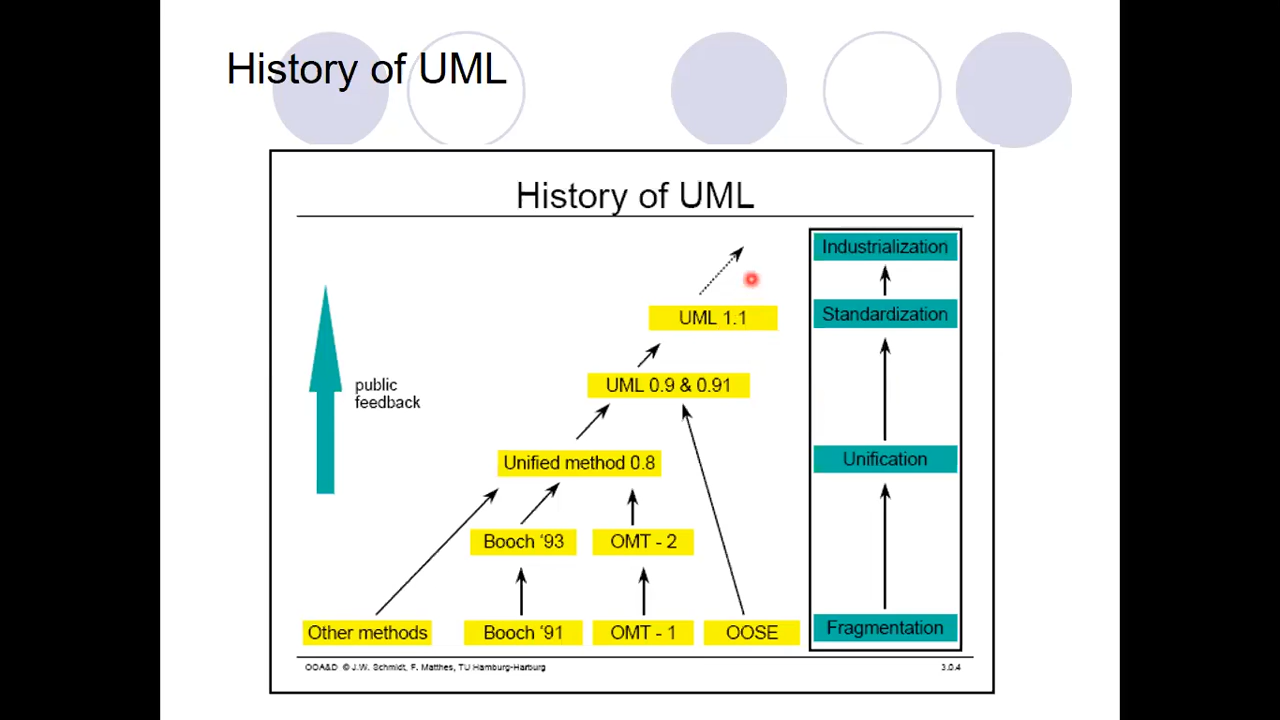 History of UML
History of UML
Industrialization
UML 1.1
Standardization
public
feedback
UML 0.9 & 0.91
Unified method 0.8
Unification
Booch ‘93
OMT - 2
Other methods
Booch ‘91
OMT - 1
OOSE
Fragmentation
OOA&D © J.W. Schmidt, F. Matthes, TU Hamburg-Harburg
3.0.4